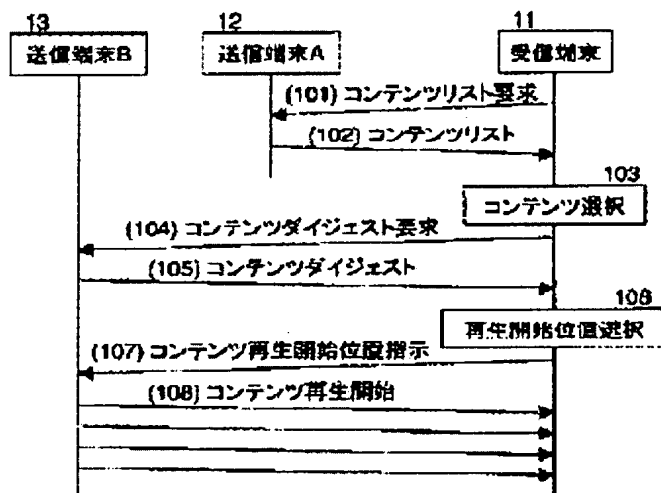 13
送信端末B
12
送信端末A
11
受信端末
(101) コンテンツリスト要求
(102) コンテンツリスト
103
コンテンツ選択
(104) コンテンツダイジェスト要求
(105) コンテンツダイジェスト
106
再生開始位置選択
(107) コンテンツ再生開始位置指示
(108) コンテンツ再生開始